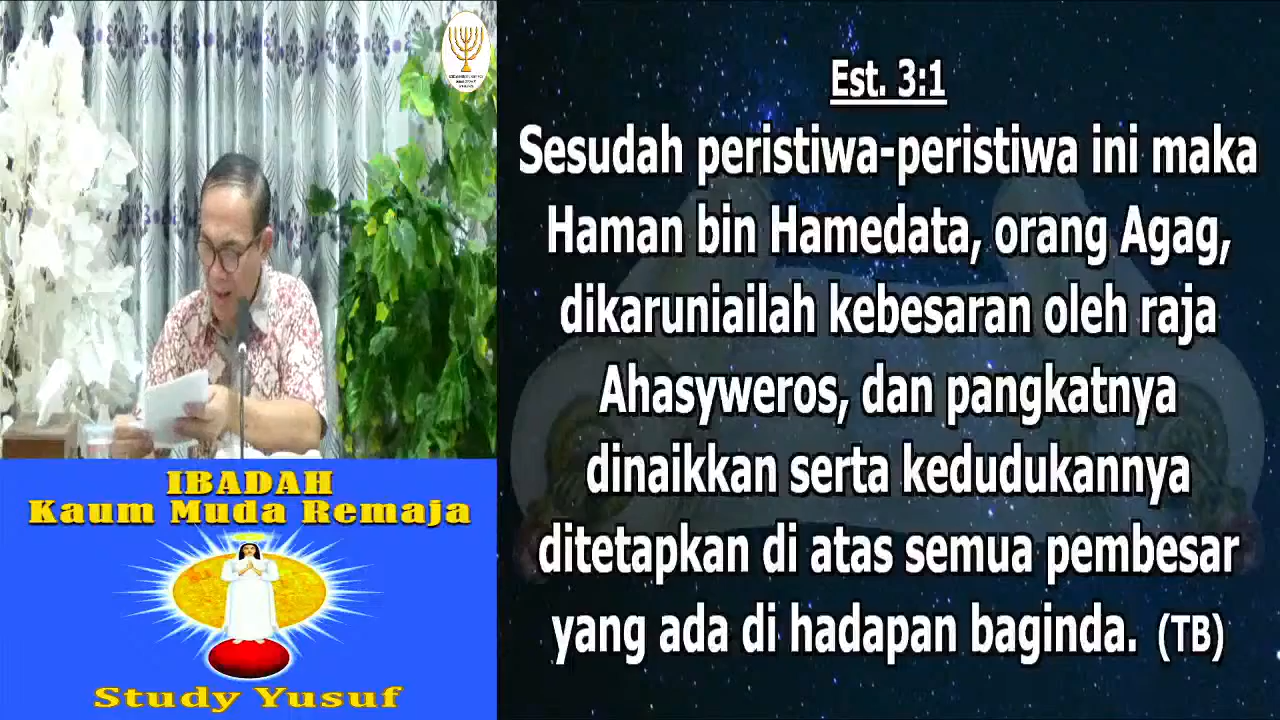 Est. 3:1
Sesudah peristiwa-peristiwa ini maka
Haman bin Hamedata, orang Agag,
dikaruniailah kebesaran oleh raja
Ahasyweros, dan pangkatnya
dinaikkan serta kedudukannya
ditetapkan di atas semua pembesar
yang ada di hadapan baginda. (TB)
IBADAH
Kaum Muda Remaja
Study Yusuf